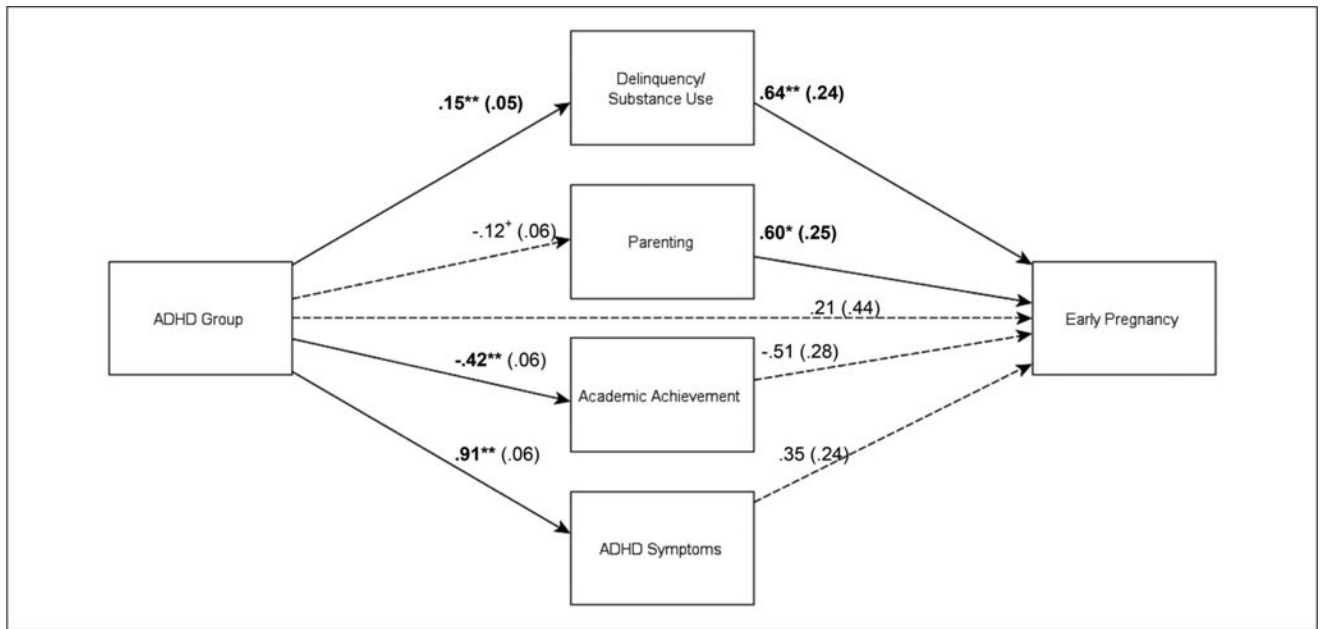 Delinquency/
Substance Use
.15** (.05)
.64** (.24)
-.12+ (.06)
Parenting
.60* (.25)
ADHD Group
.21 (.44)
Early Pregnancy
-.42** (.06)
Academic Achievement
-.51 (.28)
.91** (.06)
.35 (.24)
ADHD Symptoms